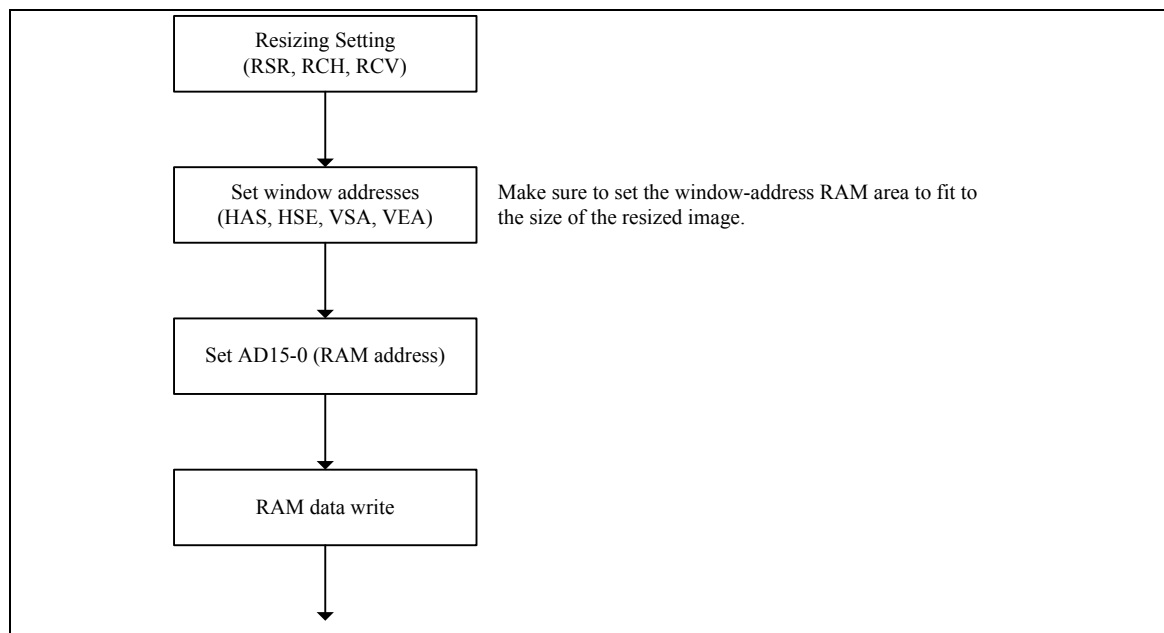 Resizing Setting
(RSR, RCH, RCV)
Set window addresses
(HAS, HSE, VSA, VEA)
Make sure to set the window-address RAM area to fit to
the size of the resized image.
Set AD15-0 (RAM address)
RAM data write